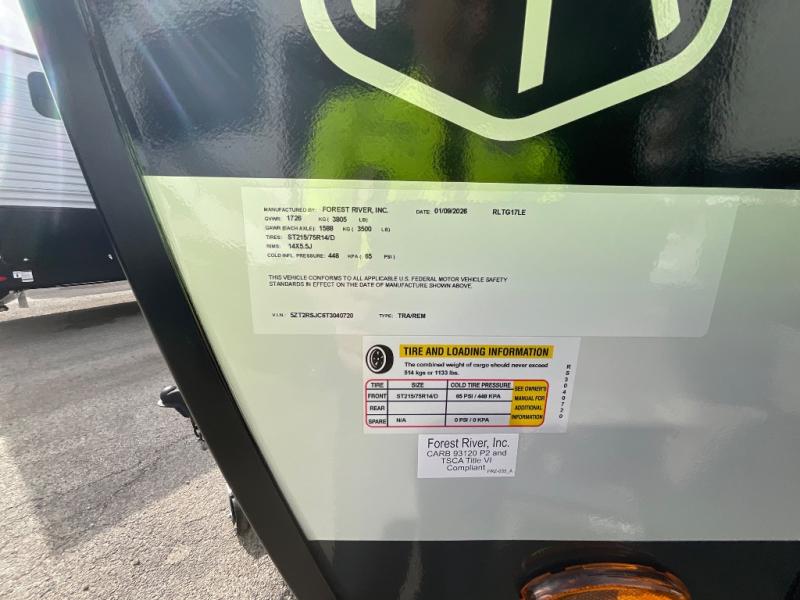 MANUFACTURED BY: FOREST RIVER, INC. DATE: 01/09/2026 RLTG17LE
GVWR: 1726 KG ( 3805 LB)
GAWR (EACH AXLE): 1588 KG ( 3500 LB)
TIRES: ST215/75R14/D
RIMS: 14X5.5J
COLD INFL. PRESSURE: 448 KPA ( 65 PSI )
THIS VEHICLE CONFORMS TO ALL APPLICABLE U.S. FEDERAL MOTOR VEHICLE SAFETY
STANDARDS IN EFFECT ON THE DATE OF MANUFACTURE SHOWN ABOVE.
V.I.N. 5ZT2RSJC6T3040720 TYPE: TRA/REM
TIRE AND LOADING INFORMATION
The combined weight of cargo should never exceed
514 kgs or 1133 lbs.
TIRE SIZE COLD TIRE PRESSURE
FRONT ST215/75R14/D 65 PSI / 448 KPA
REAR
SPARE N/A 0 PSI / 0 KPA
SEE OWNER'S
MANUAL FOR
ADDITIONAL
INFORMATION
RS3040720
Forest River, Inc.
CARB 93120 P2 and
TSCA Title VI
Compliant
FRZ-035_A